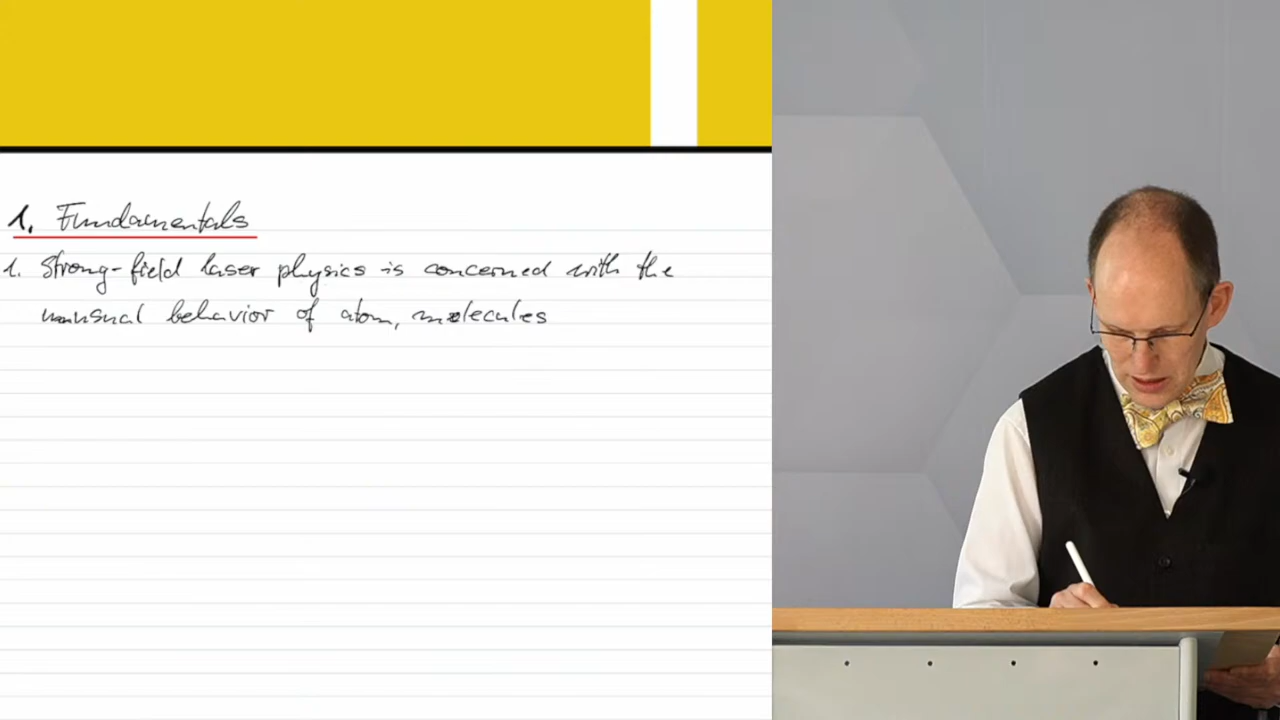 1. Fundamentals
1. Strong-field laser physics is concerned with the
unusual behavior of atom, molecules